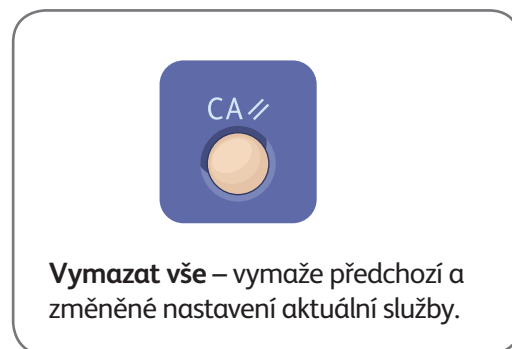 CA//
Vymazat vše – vymaže předchozí a
změněné nastavení aktuální služby.